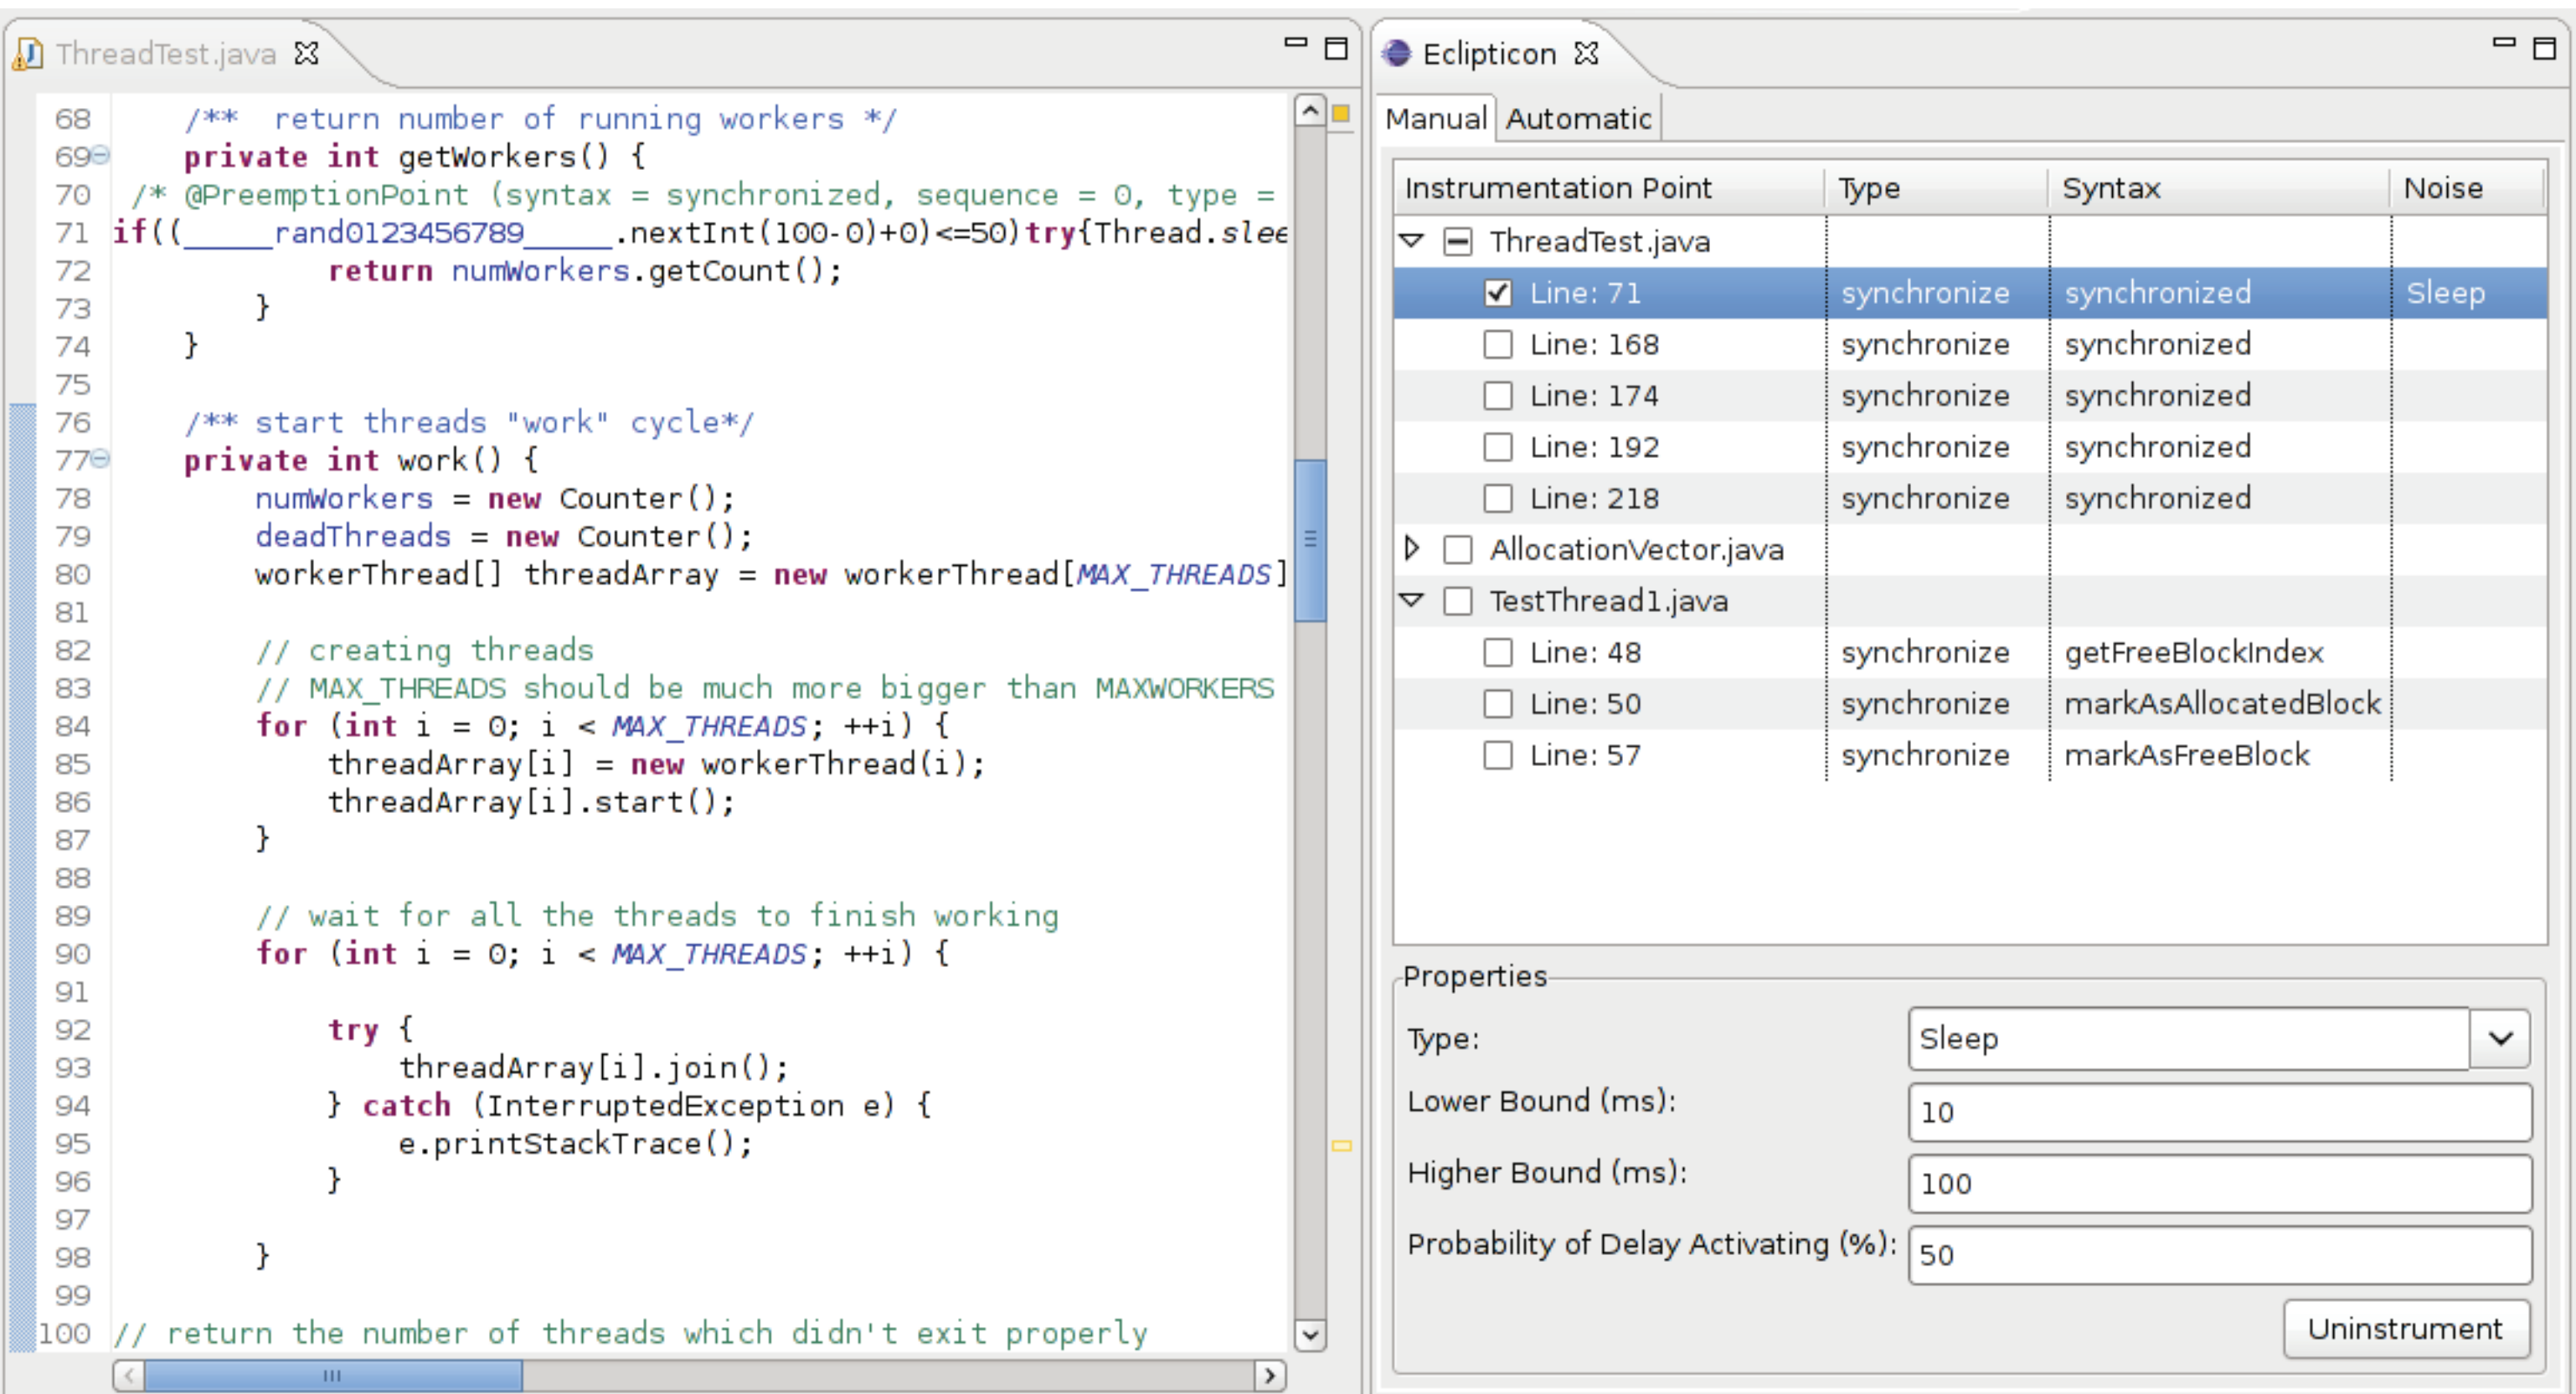 ThreadTest.java
68 /** return number of running workers */
69 private int getWorkers() {
70 /* @PreemptionPoint (syntax = synchronized, sequence = 0, type =
71 if((_____rand0123456789_____.nextInt(100-0)+0)<=50)try{Thread.slee
72 return numWorkers.getCount();
73 }
74 }
75
76 /** start threads "work" cycle*/
77 private int work() {
78 numWorkers = new Counter();
79 deadThreads = new Counter();
80 workerThread[] threadArray = new workerThread[MAX_THREADS]
81
82 // creating threads
83 // MAX_THREADS should be much more bigger than MAXWORKERS
84 for (int i = 0; i < MAX_THREADS; ++i) {
85 threadArray[i] = new workerThread(i);
86 threadArray[i].start();
87 }
88
89 // wait for all the threads to finish working
90 for (int i = 0; i < MAX_THREADS; ++i) {
91
92 try {
93 threadArray[i].join();
94 } catch (InterruptedException e) {
95 e.printStackTrace();
96 }
97
98 }
99
100 // return the number of threads which didn't exit properly
Eclipticon
Manual Automatic
Instrumentation Point Type Syntax Noise
ThreadTest.java
Line: 71 synchronize synchronized Sleep
Line: 168 synchronize synchronized
Line: 174 synchronize synchronized
Line: 192 synchronize synchronized
Line: 218 synchronize synchronized
AllocationVector.java
TestThread1.java
Line: 48 synchronize getFreeBlockIndex
Line: 50 synchronize markAsAllocatedBlock
Line: 57 synchronize markAsFreeBlock
Properties
Type: Sleep
Lower Bound (ms): 10
Higher Bound (ms): 100
Probability of Delay Activating (%): 50
Uninstrument